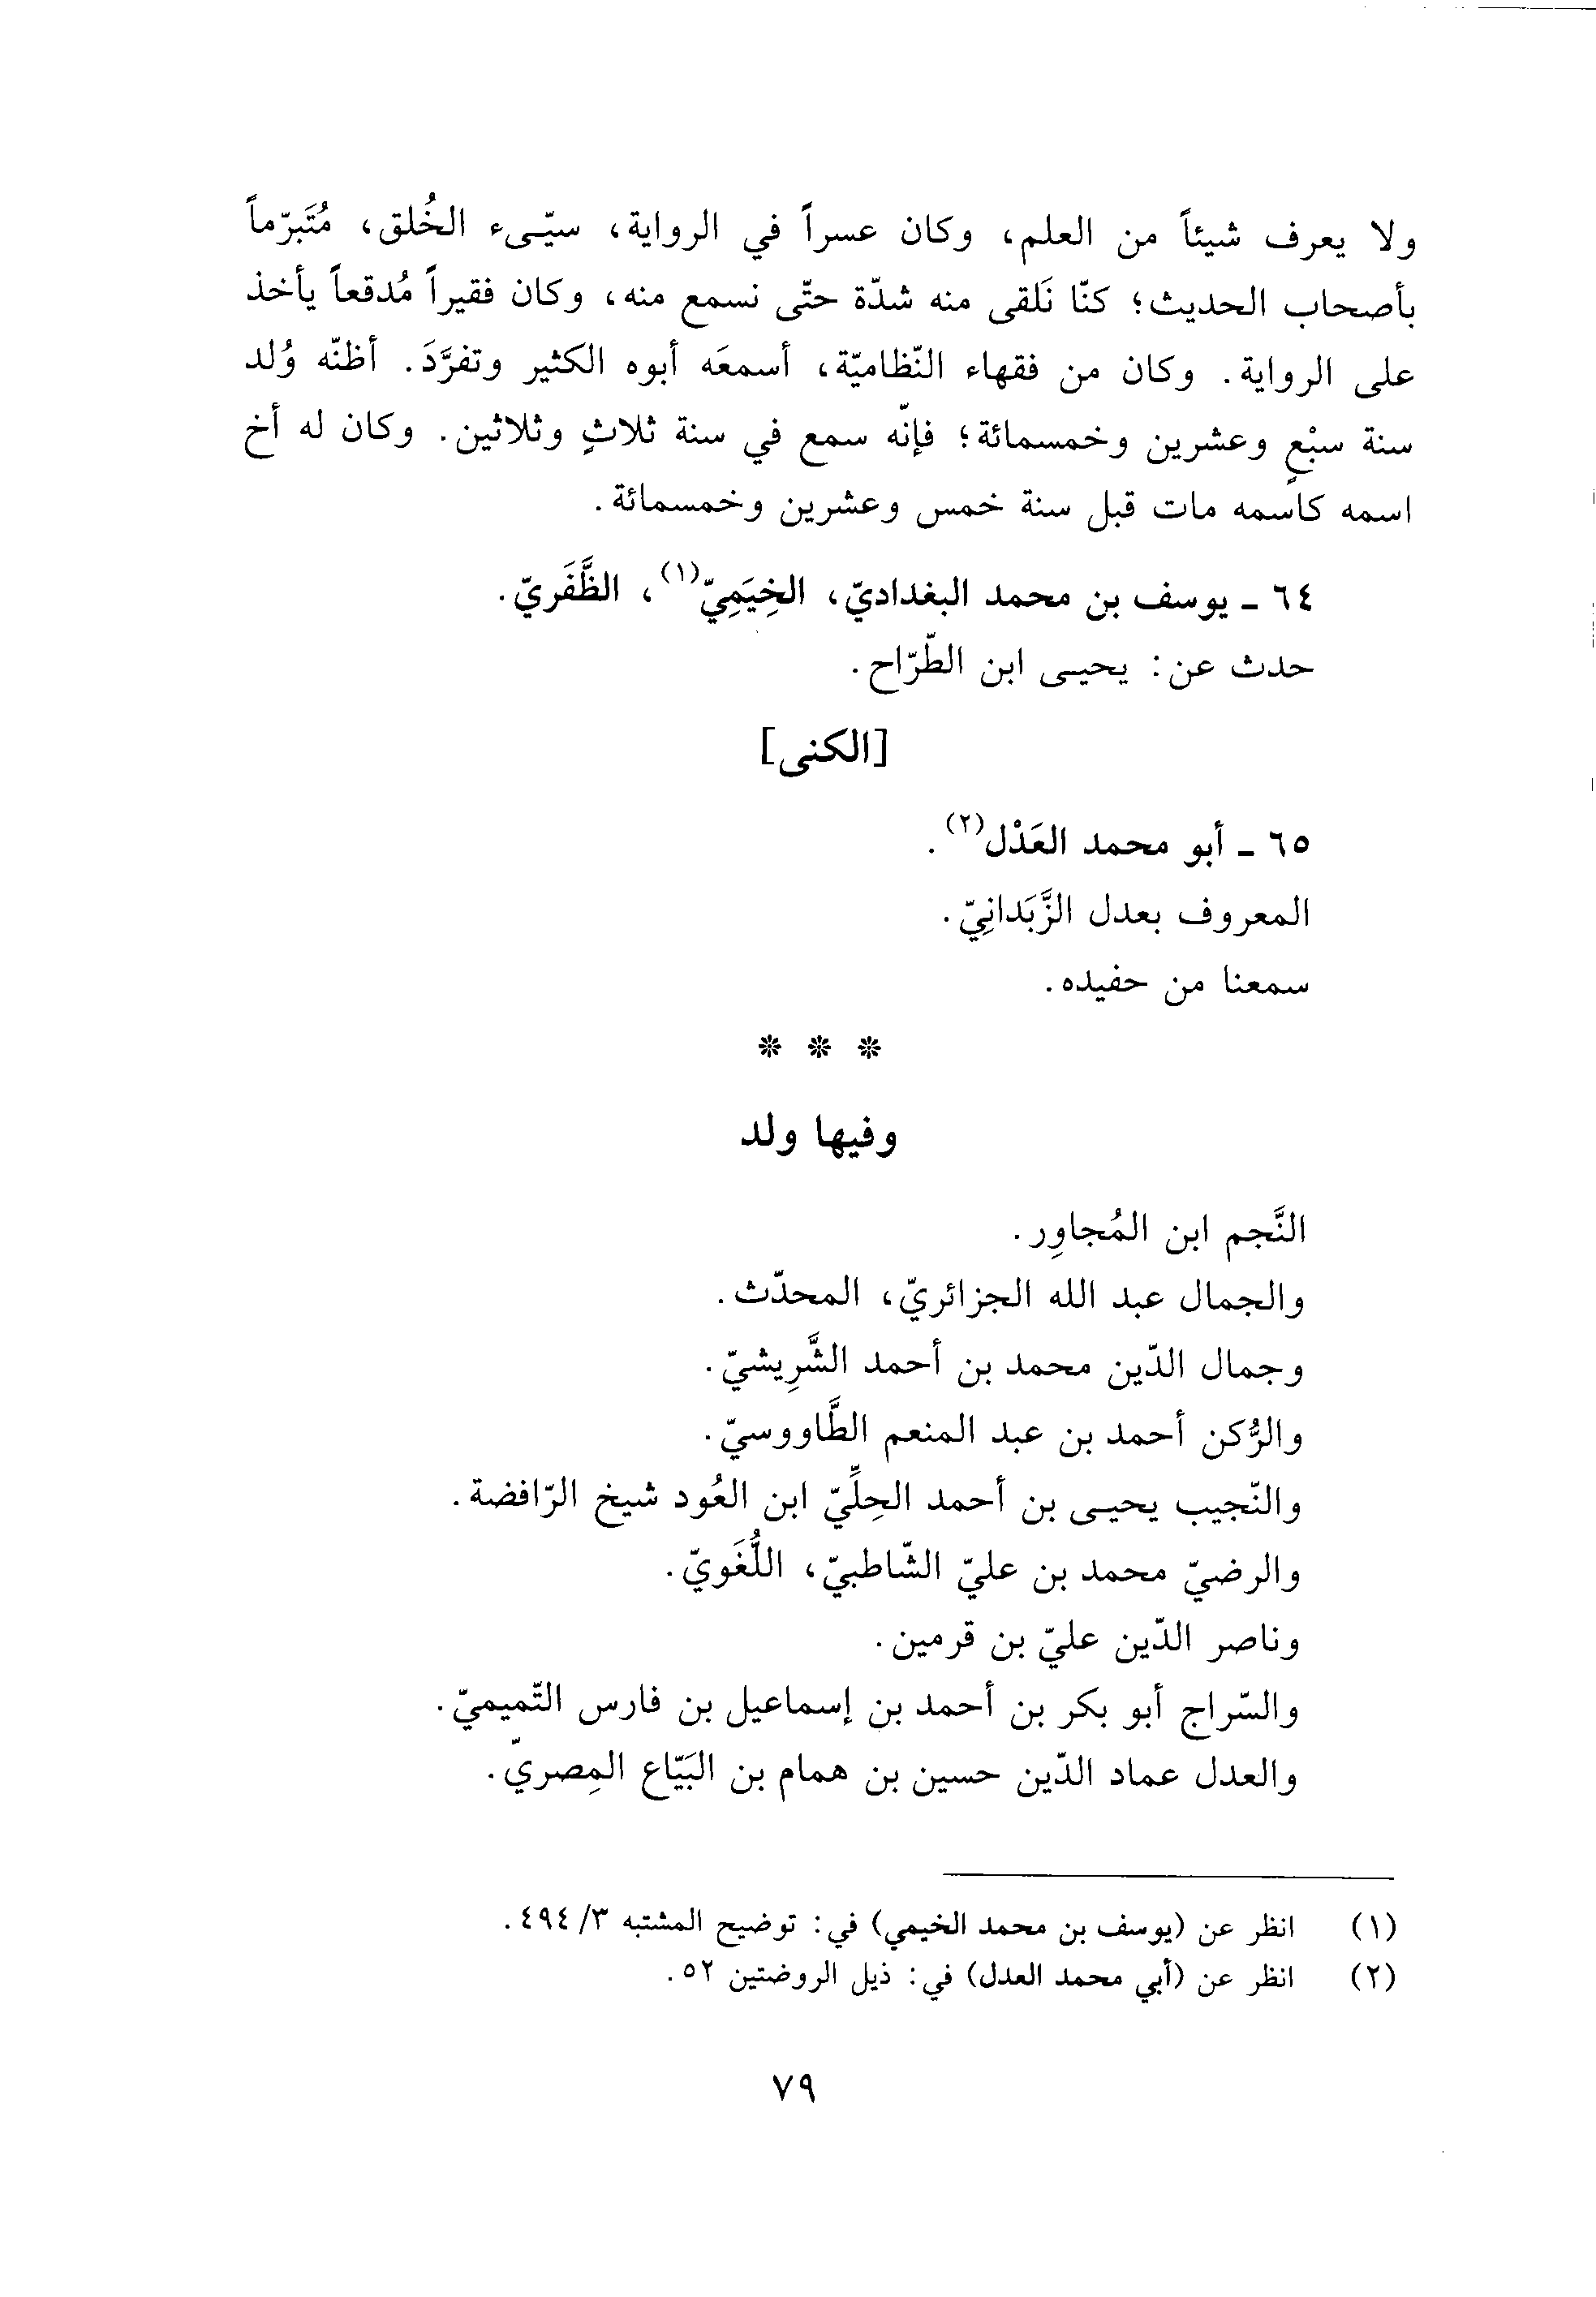 ولا يعرف شيئاً من العلم، وكان عسراً في الرواية، سيّىء الخُلق، مُتَبرّماً
بأصحاب الحديث؛ كنّا نَلقى منه شدّة حتّى نسمع منه، وكان فقيراً مُدقعاً يأخذ
على الرواية. وكان من فقهاء النّظاميّة، أسمعَه أبوه الكثير وتفرَّدَ. أظنّه وُلد
سنة سبْعٍ وعشرين وخمسمائة؛ فإنّه سمع في سنة ثلاثٍ وثلاثين. وكان له أخ
اسمه كاسمه مات قبل سنة خمس وعشرين وخمسمائة.
٦٤ ـ يوسف بن محمد البغداديّ، الخِيَمِيّ(١)، الظَّفَريّ.
حدث عن: يحيى ابن الطّرّاح.
[الكنى]
٦٥ ـ أبو محمد العَدْل(٢).
المعروف بعدل الزَّبَدانِيّ.
سمعنا من حفيده.
* * *
وفيها ولد
النَّجم ابن المُجاوِر.
والجمال عبد الله الجزائريّ، المحدّث.
وجمال الدّين محمد بن أحمد الشَّرِيشيّ.
والرُّكن أحمد بن عبد المنعم الطَّاووسيّ.
والنّجيب يحيى بن أحمد الحِلِّيّ ابن العُود شيخ الرّافضة.
والرضيّ محمد بن عليّ الشّاطبيّ، اللُّغَويّ.
وناصر الدّين عليّ بن قرمين.
والسّراج أبو بكر بن أحمد بن إسماعيل بن فارس التّميميّ.
والعدل عماد الدّين حسين بن همام بن البَيّاع المِصريّ.
(١) انظر عن (يوسف بن محمد الخيمي) في: توضيح المشتبه ٣/ ٤٩٤.
(٢) انظر عن (أبي محمد العدل) في: ذيل الروضتين ٥٢.
٧٩